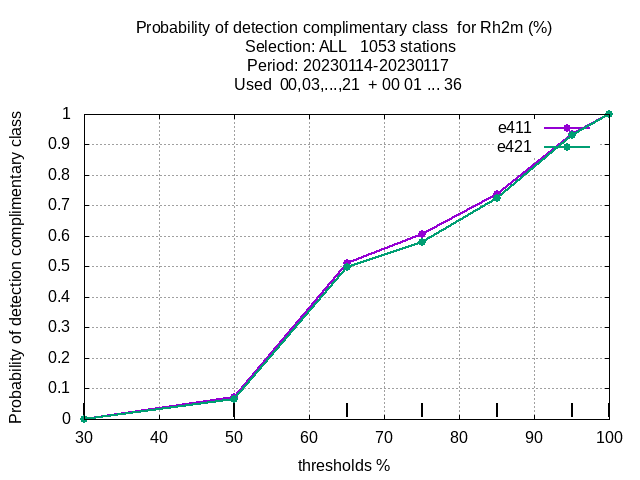 Probability of detection complimentary class  for Rh2m (%)
Selection: ALL   1053 stations
Period: 20230114-20230117
Used  00,03,...,21  + 00 01 ... 36
Probability of detection complimentary class
1
0.9
0.8
0.7
0.6
0.5
0.4
0.3
0.2
0.1
0
e411
e421
30 40 50 60 70 80 90 100
thresholds %